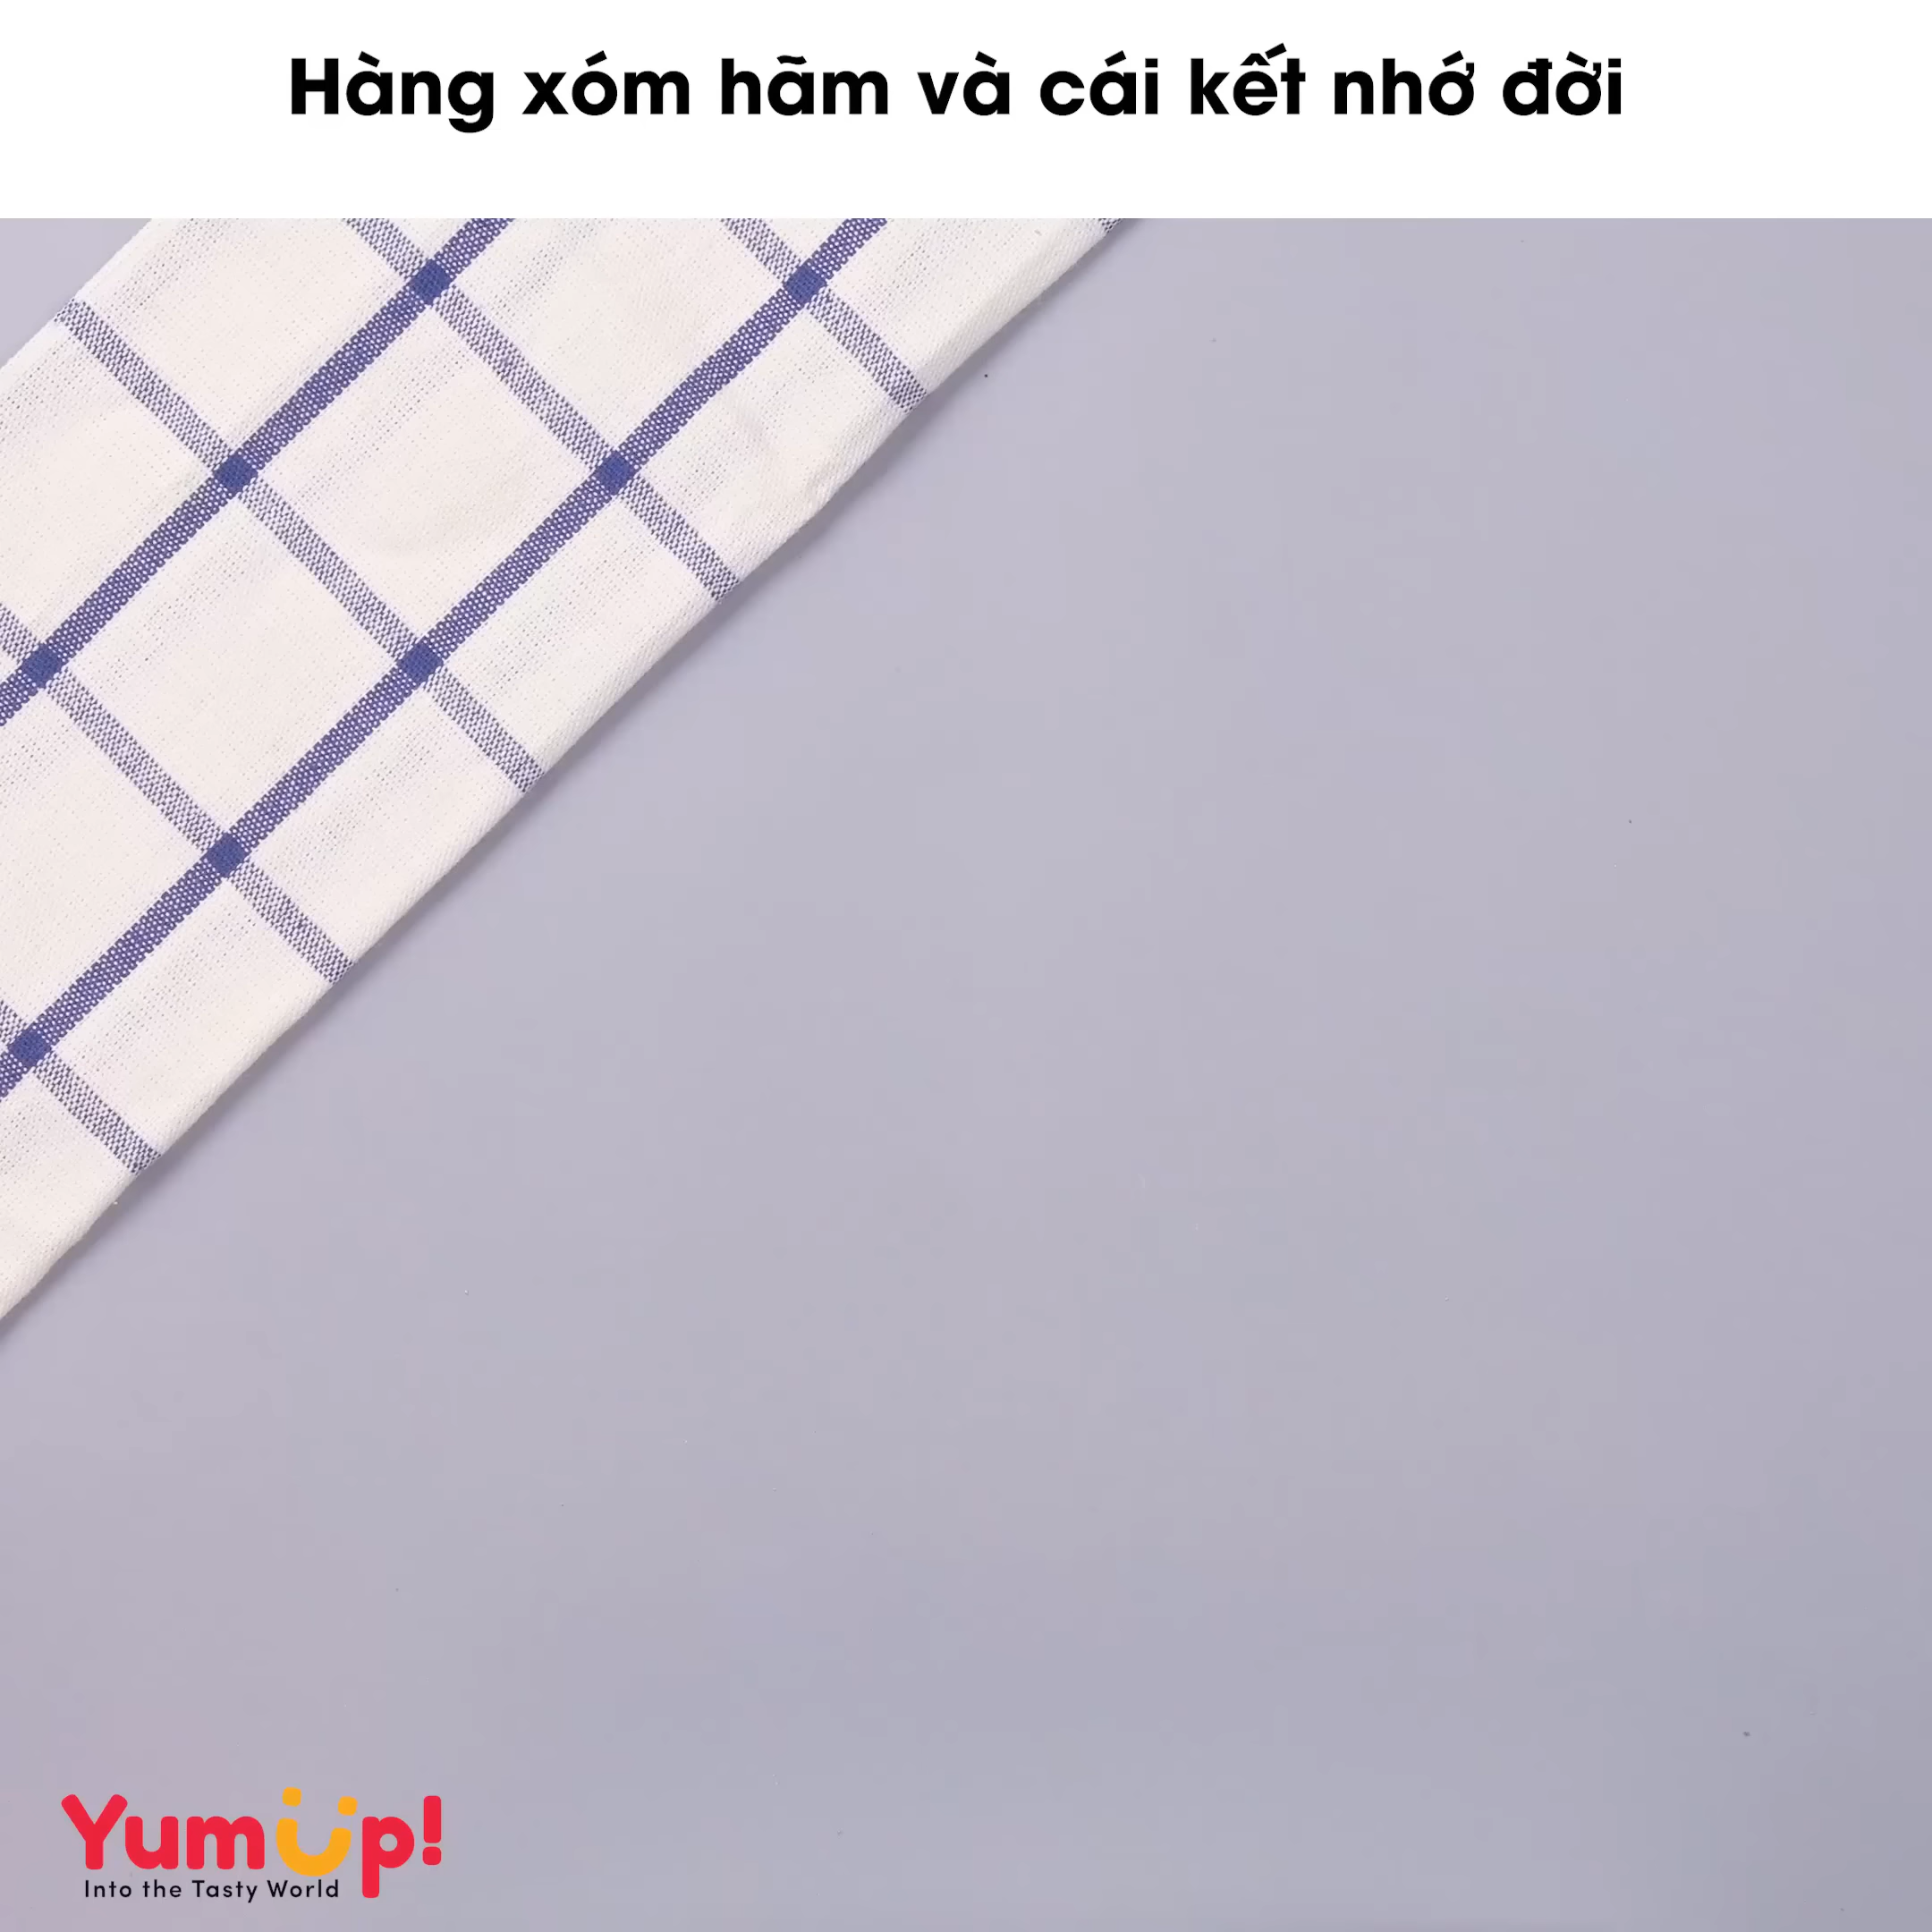 Hàng xóm hãm và cái kết nhớ đời
YumUp!
Into the Tasty World